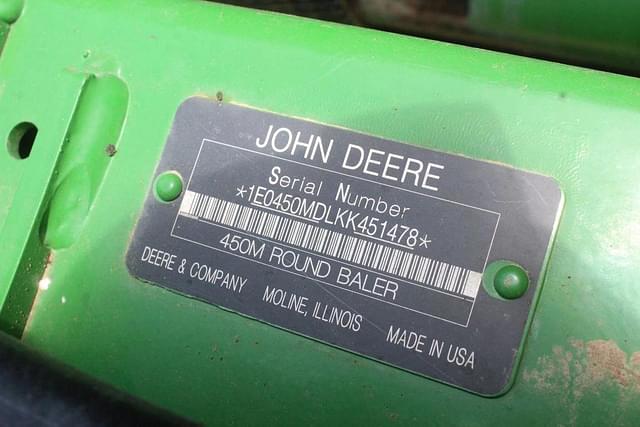 JOHN DEERE
Serial Number
*1E0450MDLKK451478*
450M ROUND BALER
DEERE & COMPANY MOLINE, ILLINOIS MADE IN USA